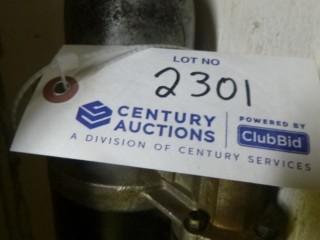 LOT NO
2301
CENTURY
AUCTIONS
A DIVISION OF CENTURY SERVICES
POWERED BY
ClubBid